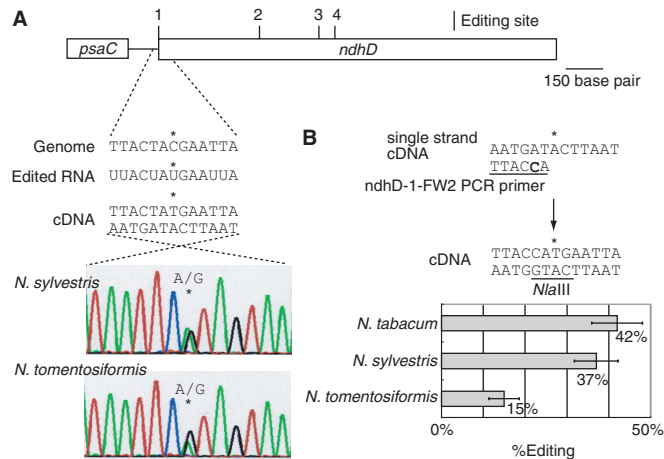 A
1 2 3 4 Editing site
psaC ndhD
150 base pair
*
Genome TTACTACGAATTA
*
Edited RNA UUACUAUGAAUUA
*
cDNA TTACTATGAATTA
AATGATACTTAAT
N. sylvestris A/G
*
N. tomentosiformis A/G
*
B
*
single strand cDNA AATGATACTTAAT
TTACCA
ndhD-1-FW2 PCR primer
*
cDNA TTACCATGAATTA
AATGGTACTTAAT
NlaIII
N. tabacum 42%
N. sylvestris 37%
N. tomentosiformis 15%
0% 50%
%Editing